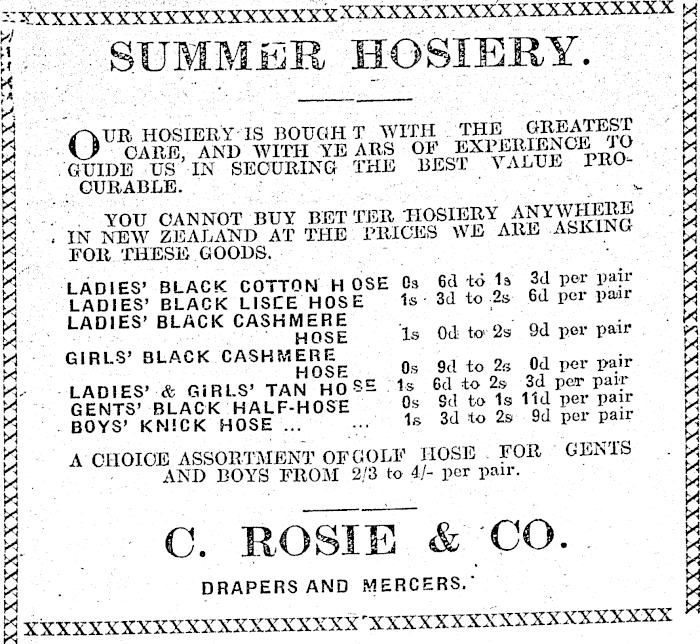 SUMMER HOSIERY.
OUR HOSIERY IS BOUGHT WITH THE GREATEST
CARE, AND WITH YEARS OF EXPERIENCE TO
GUIDE US IN SECURING THE BEST VALUE PRO-
CURABLE.
YOU CANNOT BUY BETTER HOSIERY ANYWHERE
IN NEW ZEALAND AT THE PRICES WE ARE ASKING
FOR THESE GOODS.
LADIES' BLACK COTTON HOSE 0s 6d to 1s 3d per pair
LADIES' BLACK LISLE HOSE 1s 3d to 2s 6d per pair
LADIES' BLACK CASHMERE
HOSE 1s 0d to 2s 9d per pair
GIRLS' BLACK CASHMERE
HOSE 0s 9d to 2s 0d per pair
LADIES' & GIRLS' TAN HOSE 1s 6d to 2s 3d per pair
GENTS' BLACK HALF-HOSE 0s 9d to 1s 11d per pair
BOYS' KNICK HOSE ... ... 1s 3d to 2s 9d per pair
A CHOICE ASSORTMENT OF GOLF HOSE FOR GENTS
AND BOYS FROM 2/3 to 4/- per pair.
C. ROSIE & CO.
DRAPERS AND MERCERS.